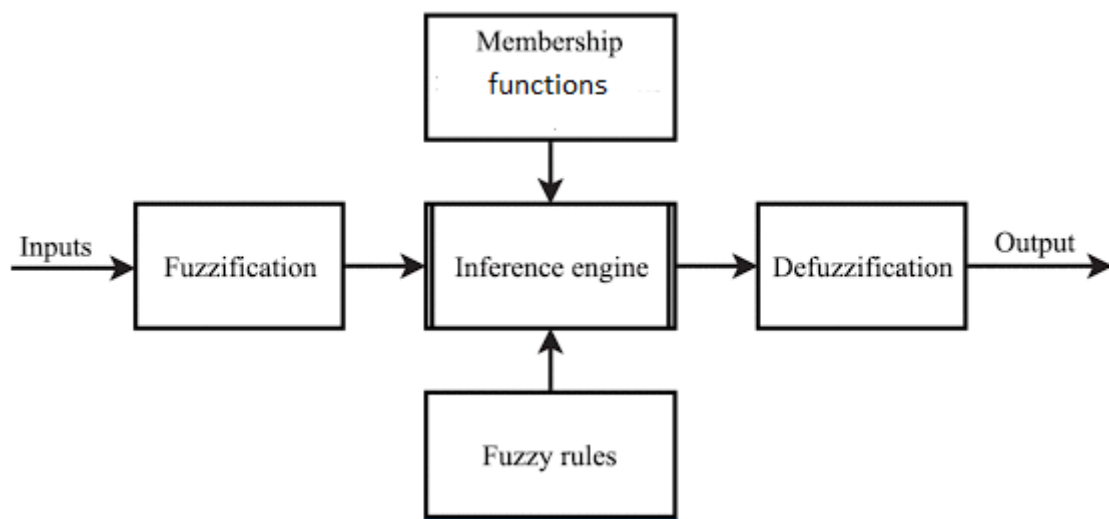 Membership
functions
Inputs
Fuzzification
Inference engine
Defuzzification
Output
Fuzzy rules